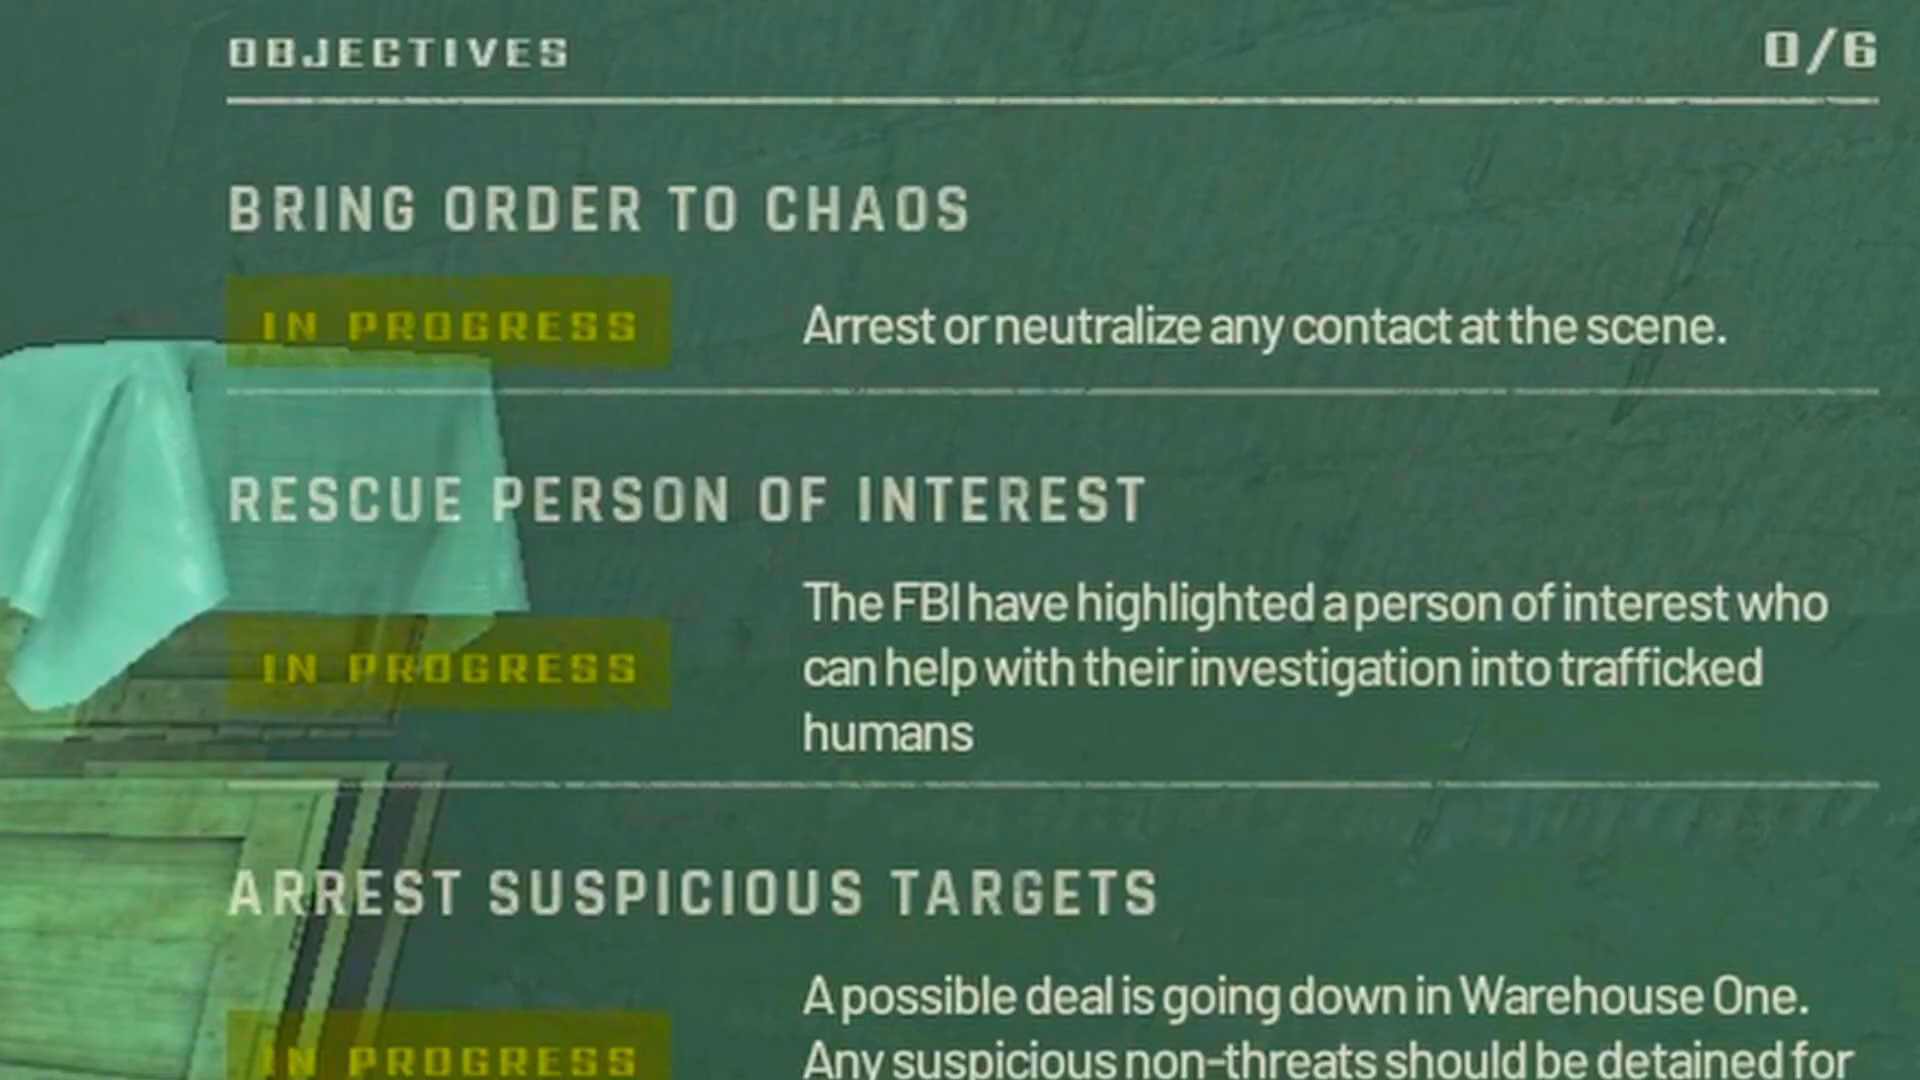 OBJECTIVES 0/6
BRING ORDER TO CHAOS
IN PROGRESS Arrest or neutralize any contact at the scene.
RESCUE PERSON OF INTEREST
The FBI have highlighted a person of interest who
IN PROGRESS can help with their investigation into trafficked
humans
ARREST SUSPICIOUS TARGETS
A possible deal is going down in Warehouse One.
IN PROGRESS Any suspicious non-threats should be detained for